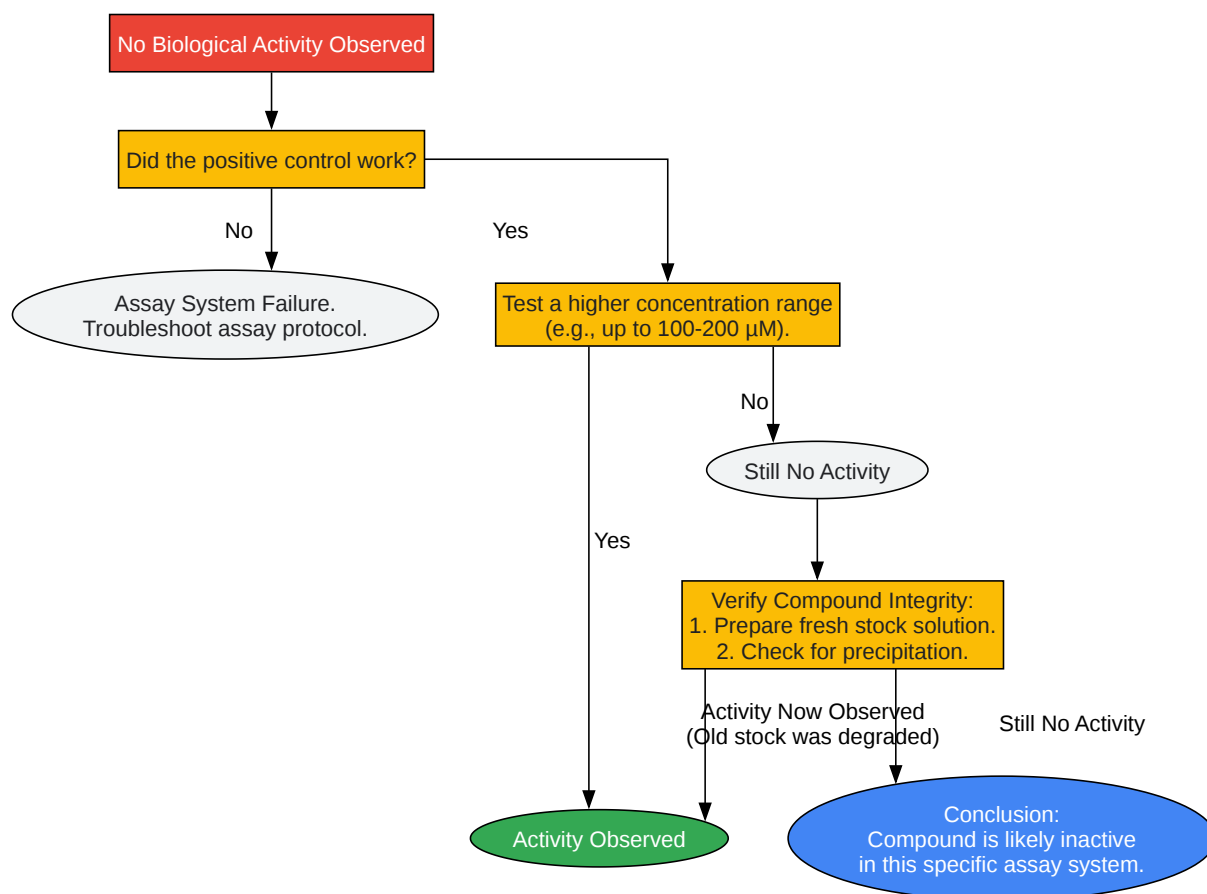 No Biological Activity Observed
Did the positive control work?
No
Yes
Assay System Failure.
Troubleshoot assay protocol.
Test a higher concentration range
(e.g., up to 100-200 µM).
No
Still No Activity
Yes
Verify Compound Integrity:
1. Prepare fresh stock solution.
2. Check for precipitation.
Activity Now Observed
(Old stock was degraded)
Still No Activity
Activity Observed
Conclusion:
Compound is likely inactive
in this specific assay system.